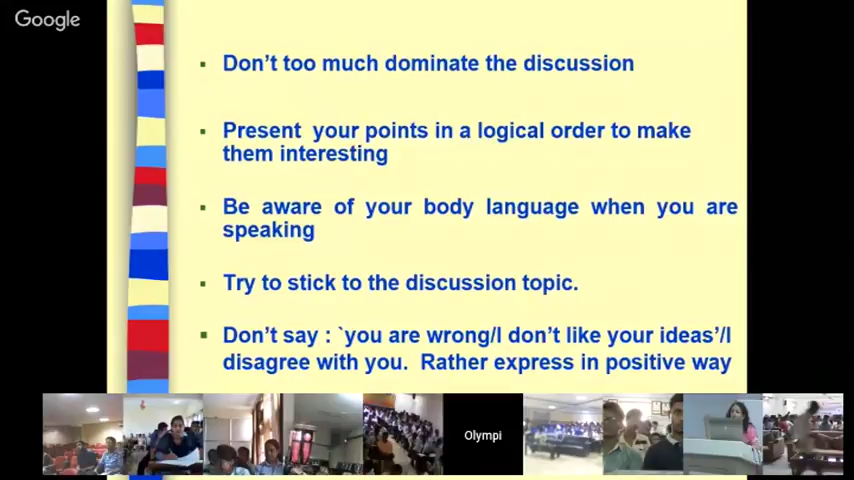 Google
Don't too much dominate the discussion
Present your points in a logical order to make
them interesting
Be aware of your body language when you are
speaking
Try to stick to the discussion topic.
Don't say : `you are wrong/I don't like your ideas'/I
disagree with you. Rather express in positive way
Olympi